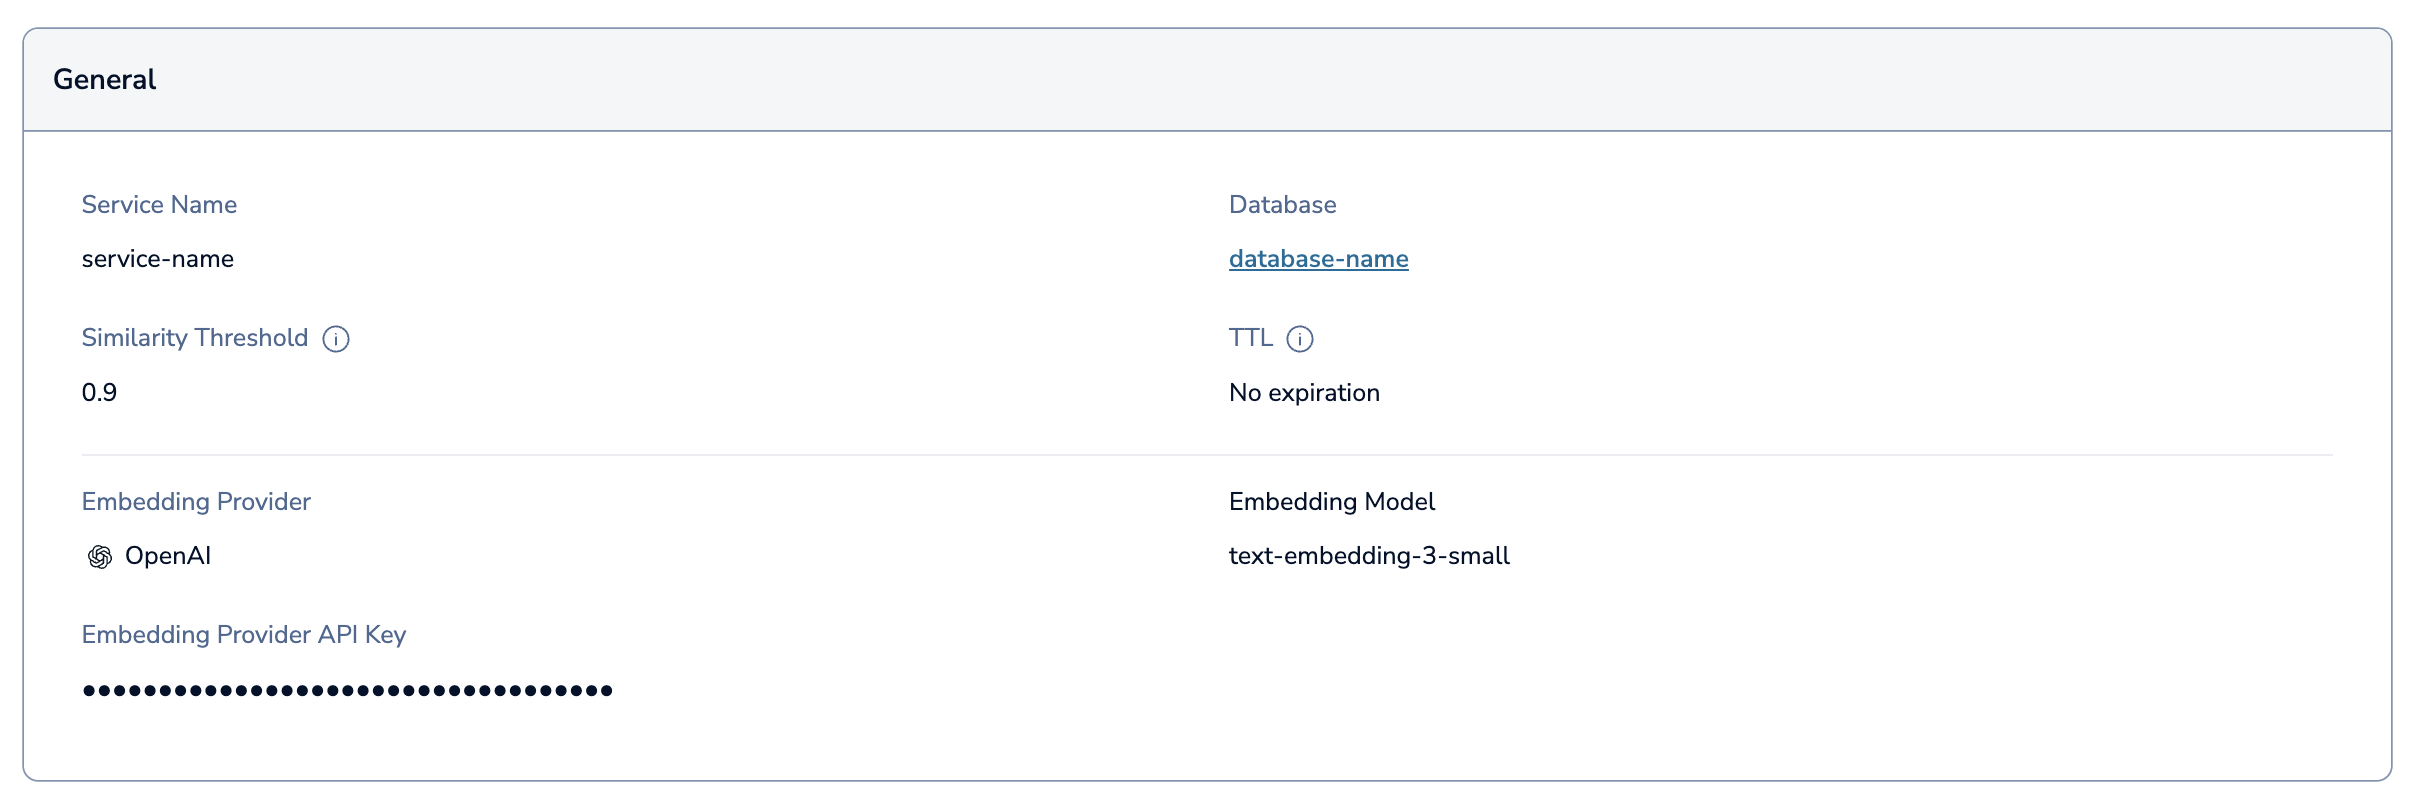 General
Service Name
service-name
Database
database-name
Similarity Threshold
0.9
TTL
No expiration
Embedding Provider
OpenAI
Embedding Model
text-embedding-3-small
Embedding Provider API Key
•••••••••••••••••••••••••••••••••••